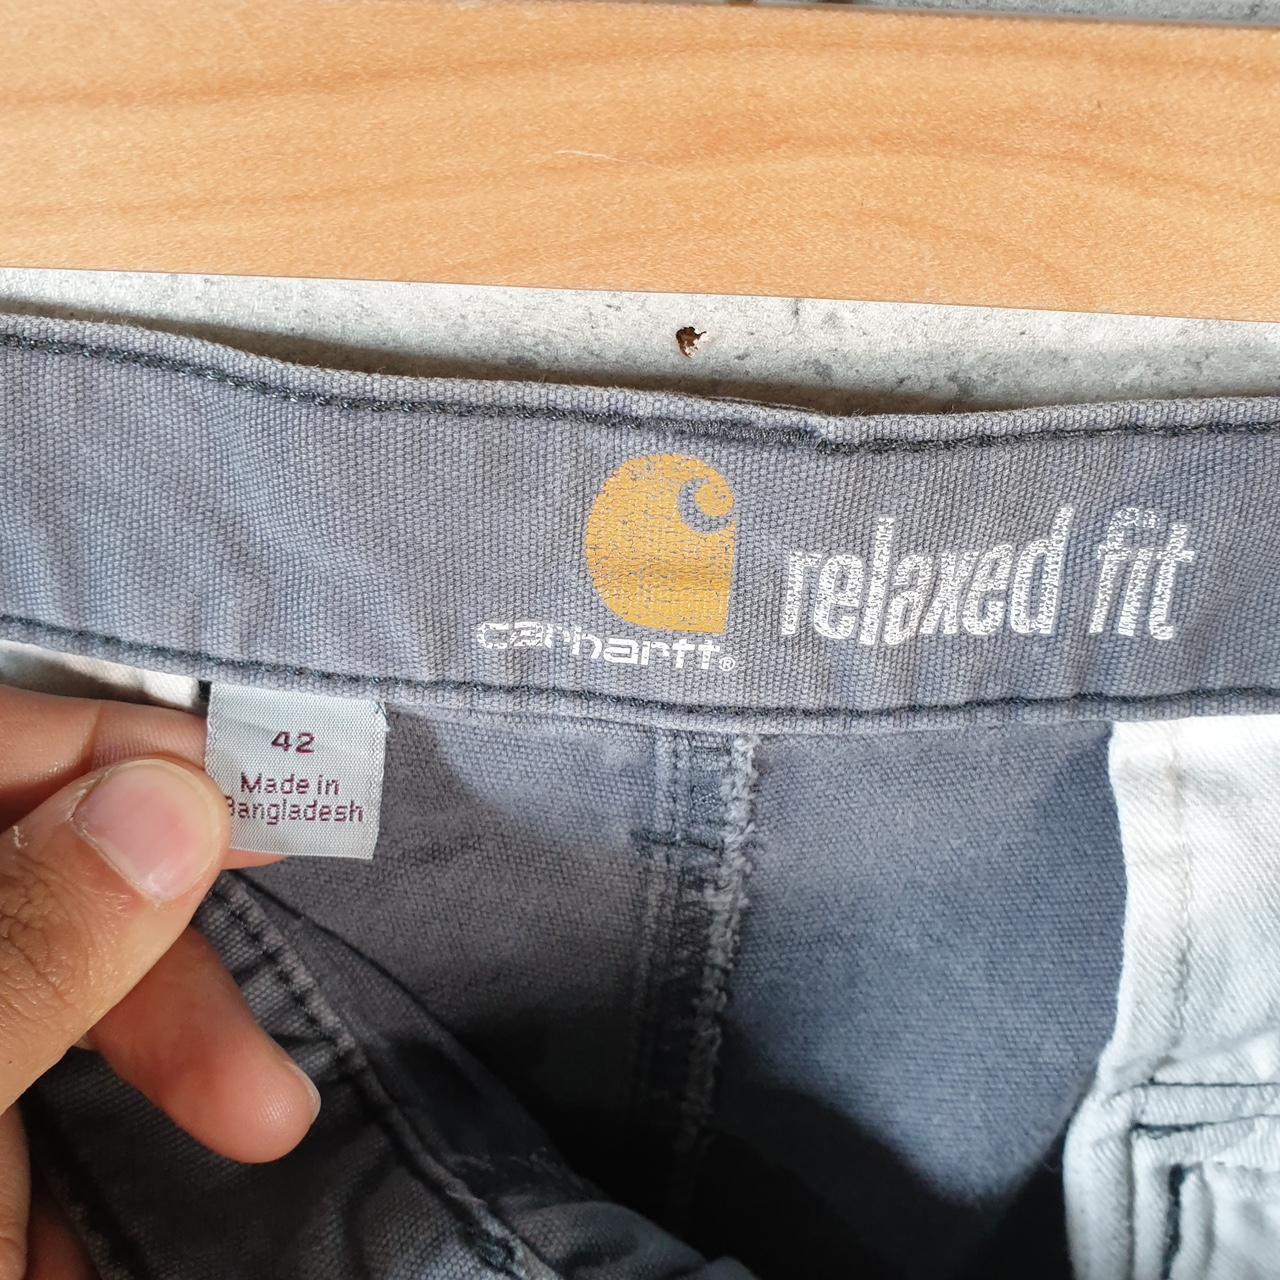 carhartt® relaxed fit
42
Made in
Bangladesh